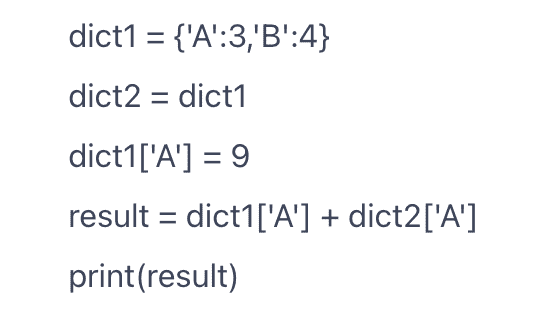 dict1 = {'A':3,'B':4}
dict2 = dict1
dict1['A'] = 9
result = dict1['A'] + dict2['A']
print(result)